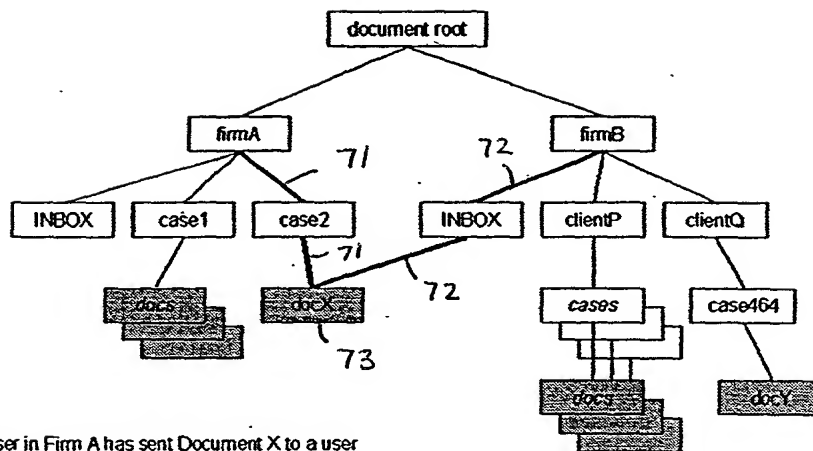 document root
firmA
firmB
71
72
INBOX
case1
case2
INBOX
clientP
clientQ
71
72
docs
docX
cases
case464
73
docs
docY
ser in Firm A has sent Document X to a user